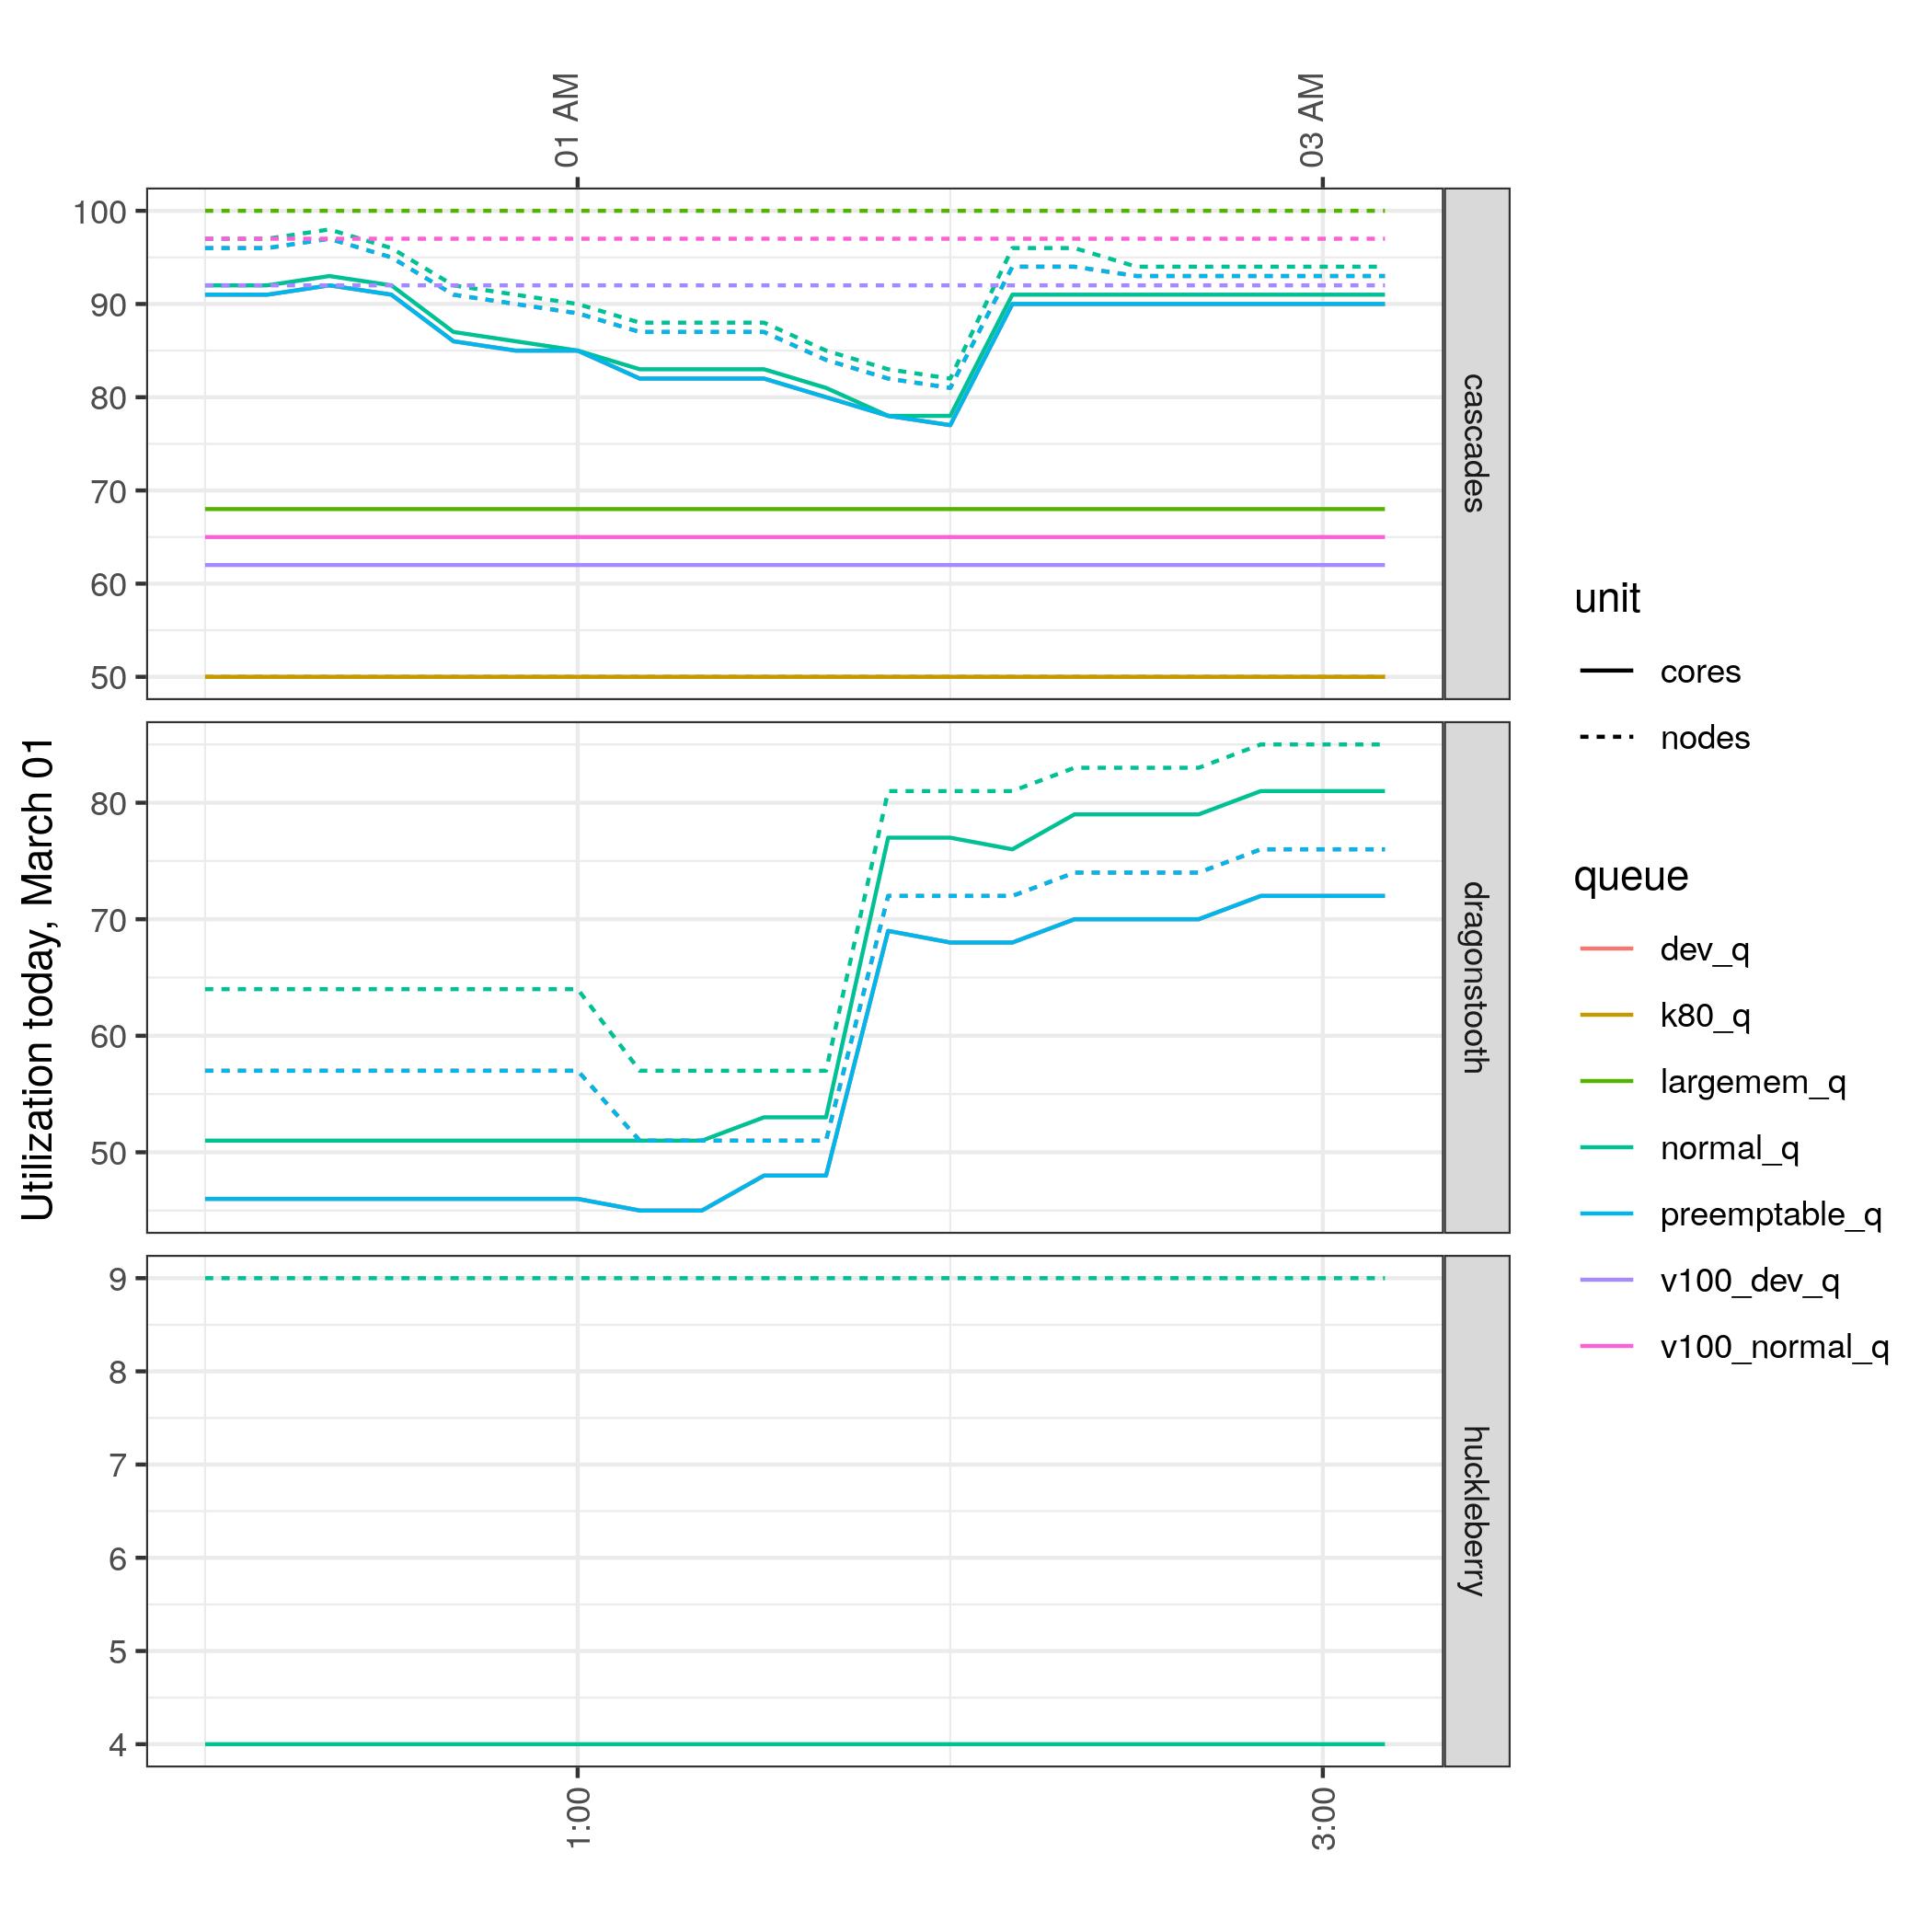 01 AM
03 AM
100
90
80
70
60
50
cascades
Utilization today, March 01
80
70
60
50
dragonstooth
9
8
7
6
5
4
huckleberry
1:00
3:00
unit
cores
nodes
queue
dev_q
k80_q
largemem_q
normal_q
preemptable_q
v100_dev_q
v100_normal_q